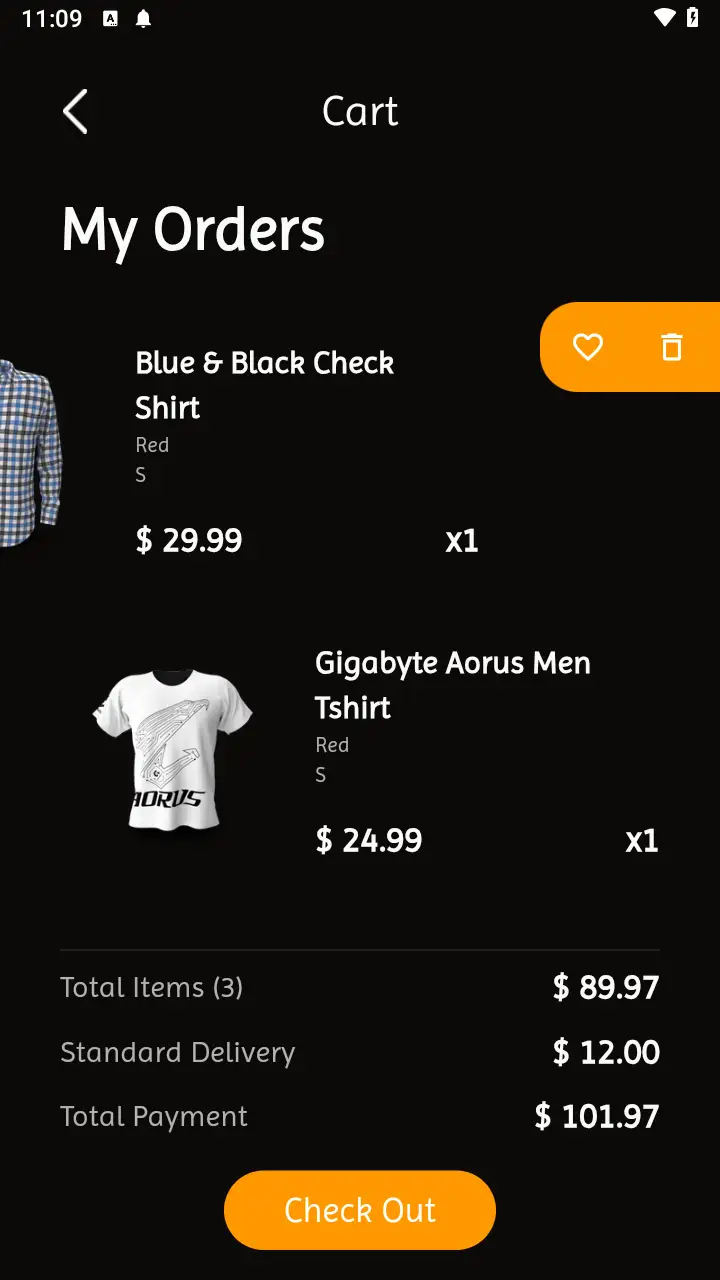 11:09
Cart
My Orders
Blue & Black Check
Shirt
Red
S
$ 29.99
x1
Gigabyte Aorus Men
Tshirt
Red
S
$ 24.99
x1
AORUS
Total Items (3)
$ 89.97
Standard Delivery
$ 12.00
Total Payment
$ 101.97
Check Out